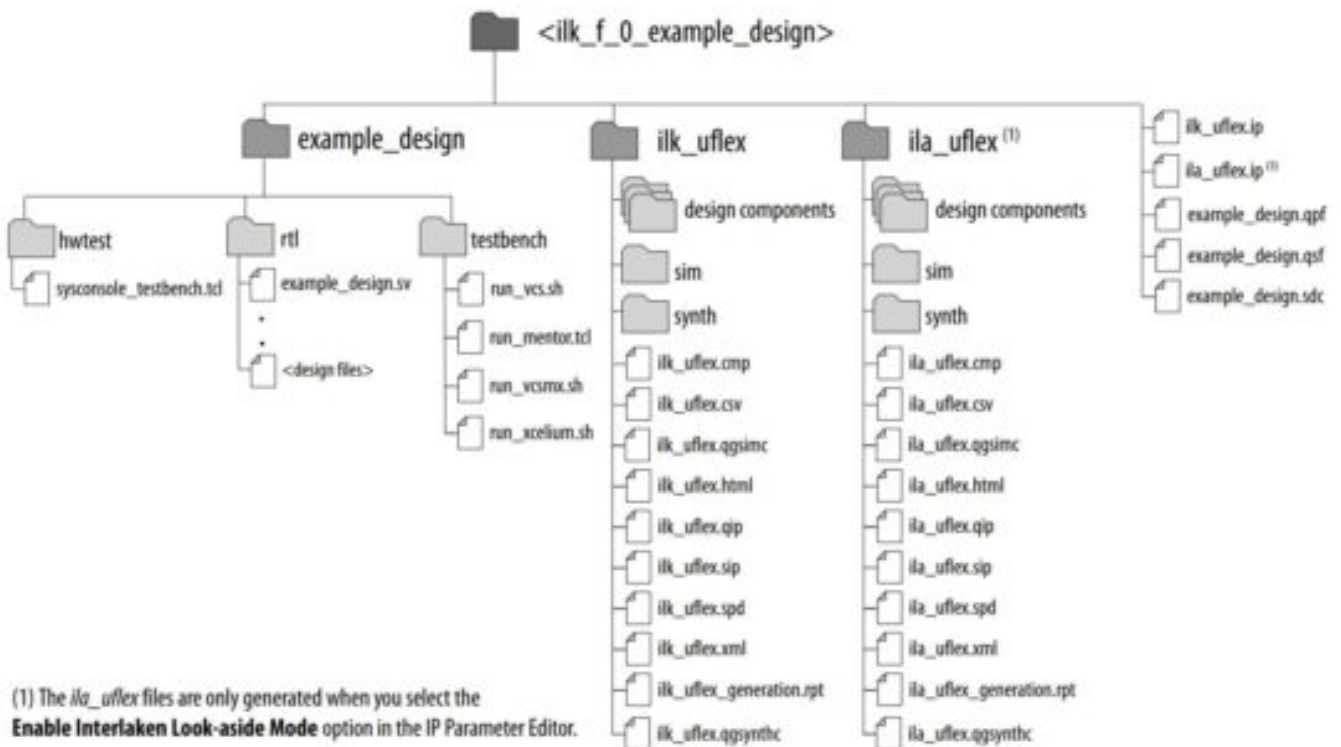 <ilk_f_0_example_design>
example_design
hwtest
sysconsole_testbench.tcl
rtl
example_design.sv
<design files>
testbench
run_vcs.sh
run_mentor.tcl
run_vcsmx.sh
run_xcelium.sh
ilk_uflex
design components
sim
synth
ilk_uflex.cmp
ilk_uflex.csv
ilk_uflex.qgsimc
ilk_uflex.html
ilk_uflex.qip
ilk_uflex.sip
ilk_uflex.spd
ilk_uflex.xml
ilk_uflex_generation.rpt
ilk_uflex.qgsynthc
ila_uflex (1)
design components
sim
synth
ila_uflex.cmp
ila_uflex.csv
ila_uflex.qgsimc
ila_uflex.html
ila_uflex.qip
ila_uflex.sip
ila_uflex.spd
ila_uflex.xml
ila_uflex_generation.rpt
ila_uflex.qgsynthc
ilk_uflex.ip
ila_uflex.ip (1)
example_design.qpf
example_design.qsf
example_design.sdc
(1) The ila_uflex files are only generated when you select the
Enable Interlaken Look-aside Mode option in the IP Parameter Editor.